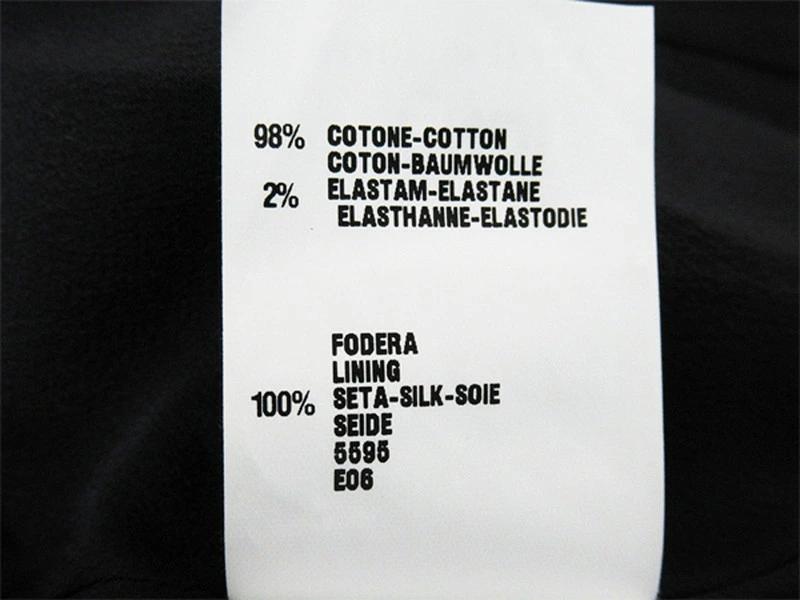 98% COTONE-COTTON
COTON-BAUMWOLLE
2% ELASTAM-ELASTANE
ELASTHANNE-ELASTODIE
FODERA
LINING
100% SETA-SILK-SOIE
SEIDE
5595
E06